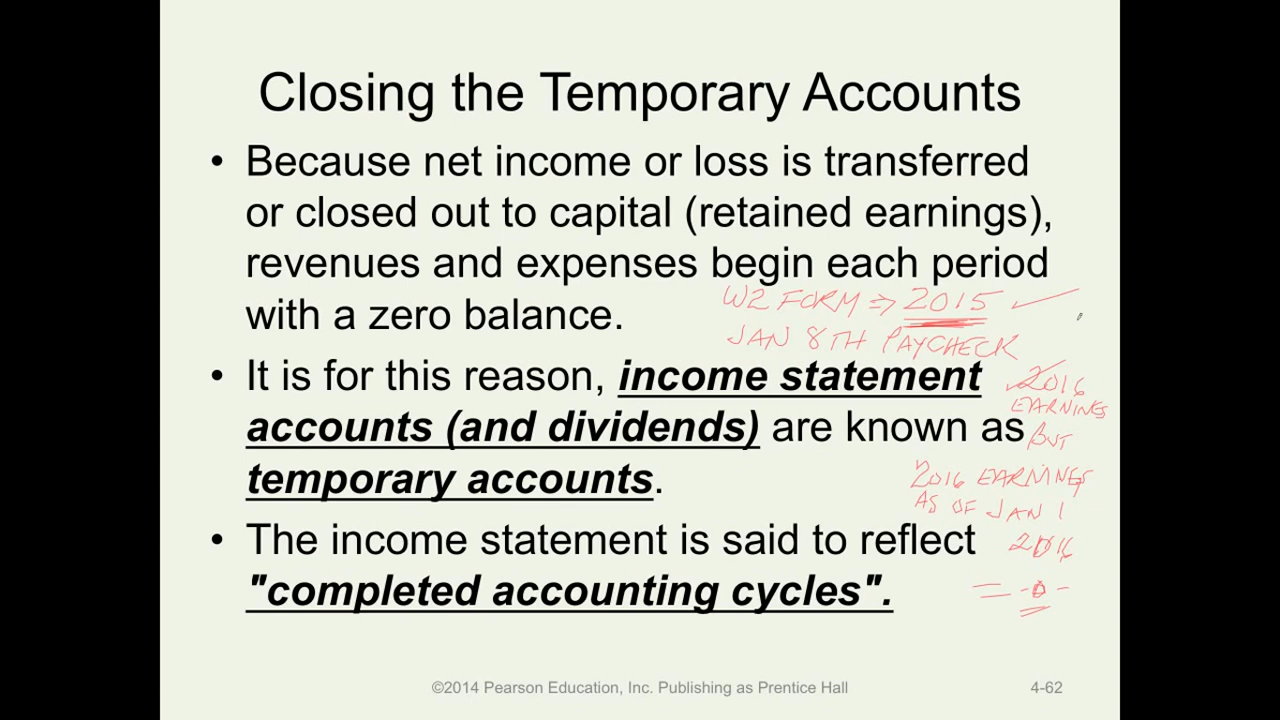 Closing the Temporary Accounts
• Because net income or loss is transferred
or closed out to capital (retained earnings),
revenues and expenses begin each period
with a zero balance.
W2 FORM ⇒ 2015 ✓
JAN 8TH PAYCHECK
• It is for this reason, income statement
accounts (and dividends) are known as
temporary accounts.
2016
EARNINGS
BUT
2016 EARNINGS
AS OF JAN 1
2016
= -0-
• The income statement is said to reflect
"completed accounting cycles".
©2014 Pearson Education, Inc. Publishing as Prentice Hall
4-62